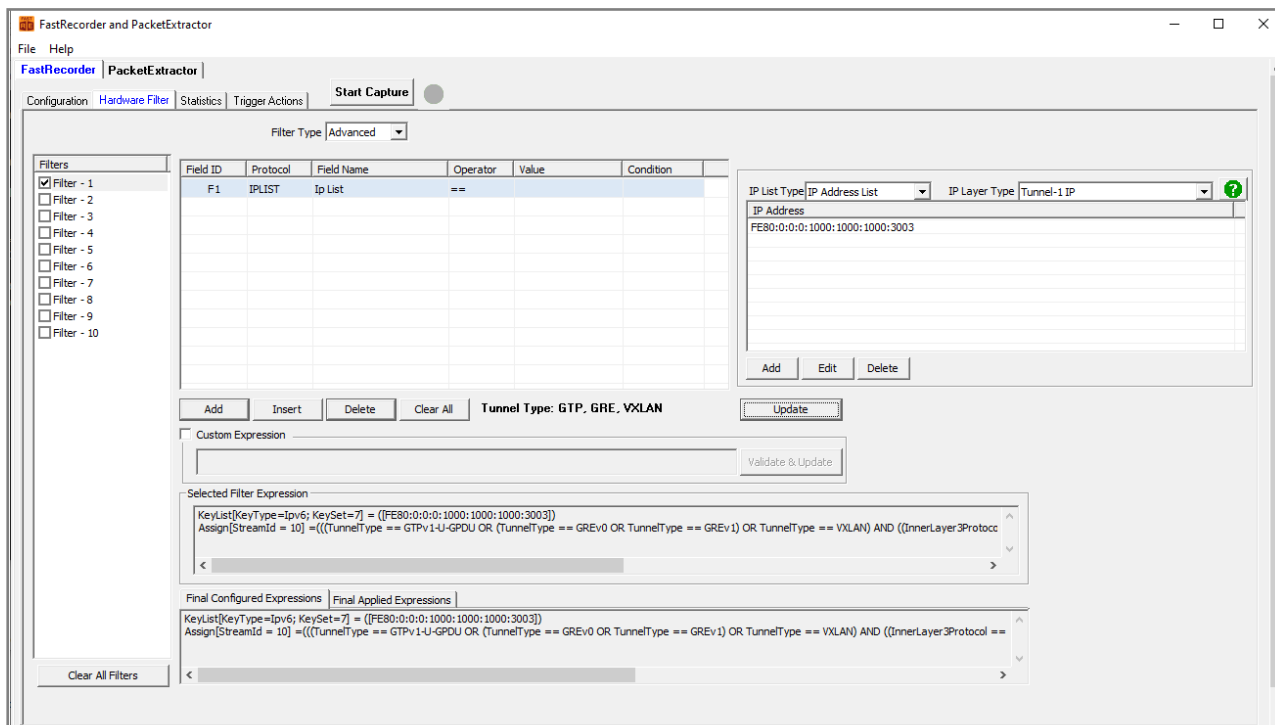 FastRecorder and PacketExtractor
File Help
FastRecorder PacketExtractor
Configuration Hardware Filter Statistics Trigger Actions Start Capture
Filter Type Advanced
Filters
Filter - 1
Filter - 2
Filter - 3
Filter - 4
Filter - 5
Filter - 6
Filter - 7
Filter - 8
Filter - 9
Filter - 10
Clear All Filters
Field ID Protocol Field Name Operator Value Condition
F1 IPLIST Ip List ==
IP List Type IP Address List IP Layer Type Tunnel-1 IP ?
IP Address
FE80:0:0:0:1000:1000:1000:3003
Add Edit Delete
Add Insert Delete Clear All Tunnel Type: GTP, GRE, VXLAN Update
Custom Expression
Validate & Update
Selected Filter Expression
KeyList[KeyType=Ipv6; KeySet=7] = ([FE80:0:0:0:1000:1000:1000:3003])
Assign[StreamId = 10] =(((TunnelType == GTPv1-U-GPDU OR (TunnelType == GREv0 OR TunnelType == GREv1) OR TunnelType == VXLAN) AND ((InnerLayer3Protoc
Final Configured Expressions Final Applied Expressions
KeyList[KeyType=Ipv6; KeySet=7] = ([FE80:0:0:0:1000:1000:1000:3003])
Assign[StreamId = 10] =(((TunnelType == GTPv1-U-GPDU OR (TunnelType == GREv0 OR TunnelType == GREv1) OR TunnelType == VXLAN) AND ((InnerLayer3Protocol ==